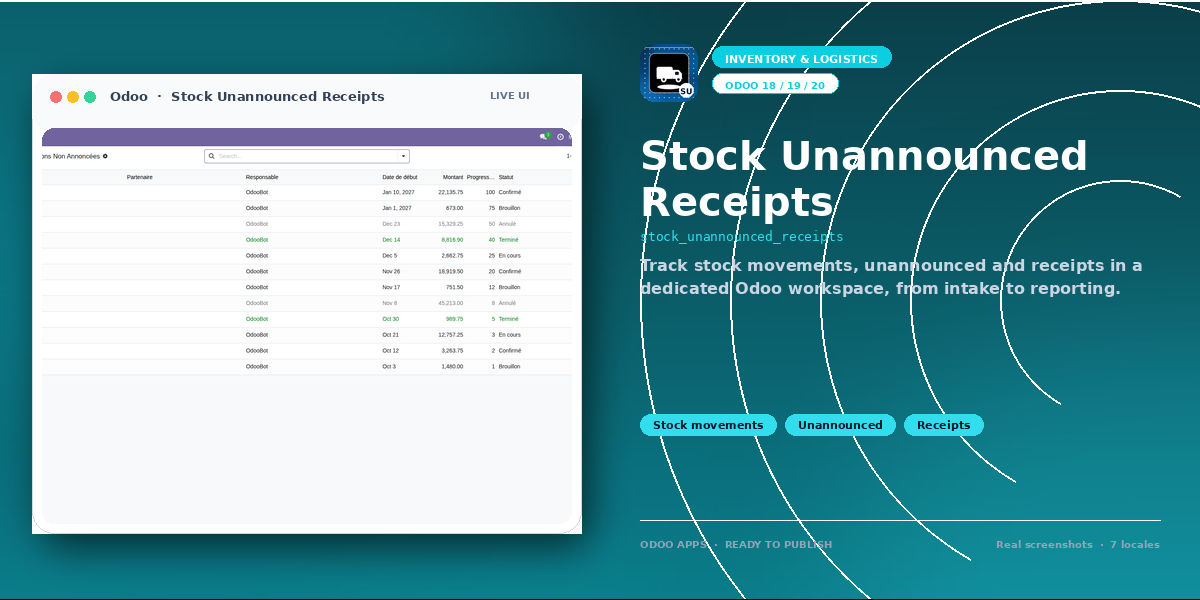 Odoo · Stock Unannounced Receipts
LIVE UI
ons Non Annoncées
Search...
Partenaire Responsable Date de début Montant Progress... Statut
OdooBot Jan 10, 2027 22,135.75 100 Confirmé
OdooBot Jan 1, 2027 673.00 75 Brouillon
OdooBot Dec 23 15,329.25 50 Annulé
OdooBot Dec 14 8,816.90 40 Terminé
OdooBot Dec 5 2,662.75 25 En cours
OdooBot Nov 26 18,919.50 20 Confirmé
OdooBot Nov 17 751.50 12 Brouillon
OdooBot Nov 8 45,213.00 8 Annulé
OdooBot Oct 30 989.75 5 Terminé
OdooBot Oct 21 12,757.25 3 En cours
OdooBot Oct 12 3,263.75 2 Confirmé
OdooBot Oct 3 1,480.00 1 Brouillon
SU
INVENTORY & LOGISTICS
ODOO 18 / 19 / 20
Stock Unannounced
Receipts
stock_unannounced_receipts
Track stock movements, unannounced and receipts in a
dedicated Odoo workspace, from intake to reporting.
Stock movements
Unannounced
Receipts
ODOO APPS · READY TO PUBLISH
Real screenshots · 7 locales